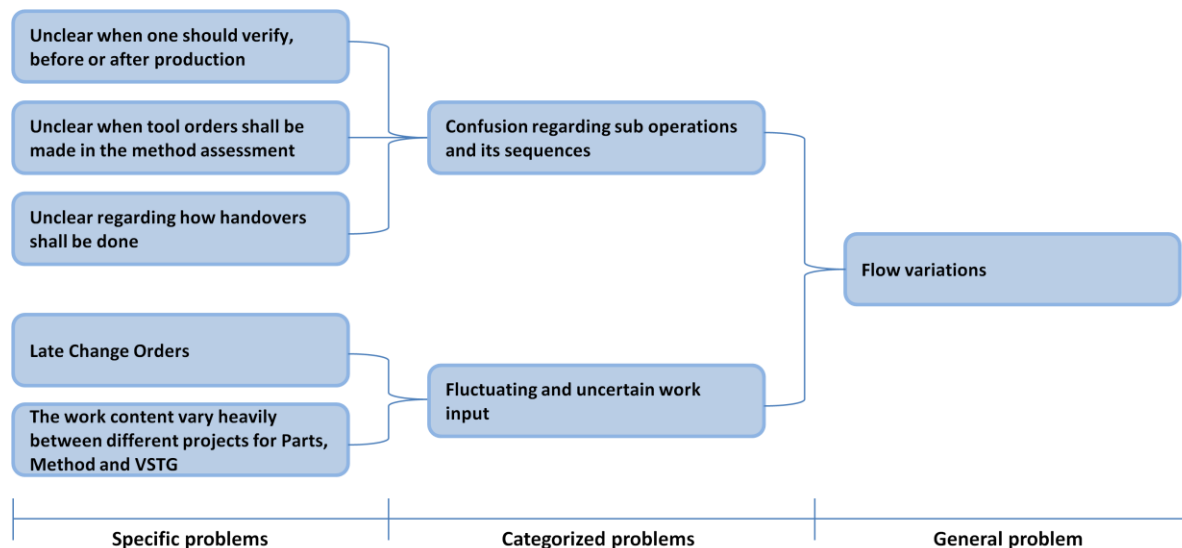 Unclear when one should verify,
before or after production
Unclear when tool orders shall be
made in the method assessment
Unclear regarding how handovers
shall be done
Late Change Orders
The work content vary heavily
between different projects for Parts,
Method and VSTG
Confusion regarding sub operations
and its sequences
Fluctuating and uncertain work
input
Flow variations
Specific problems
Categorized problems
General problem